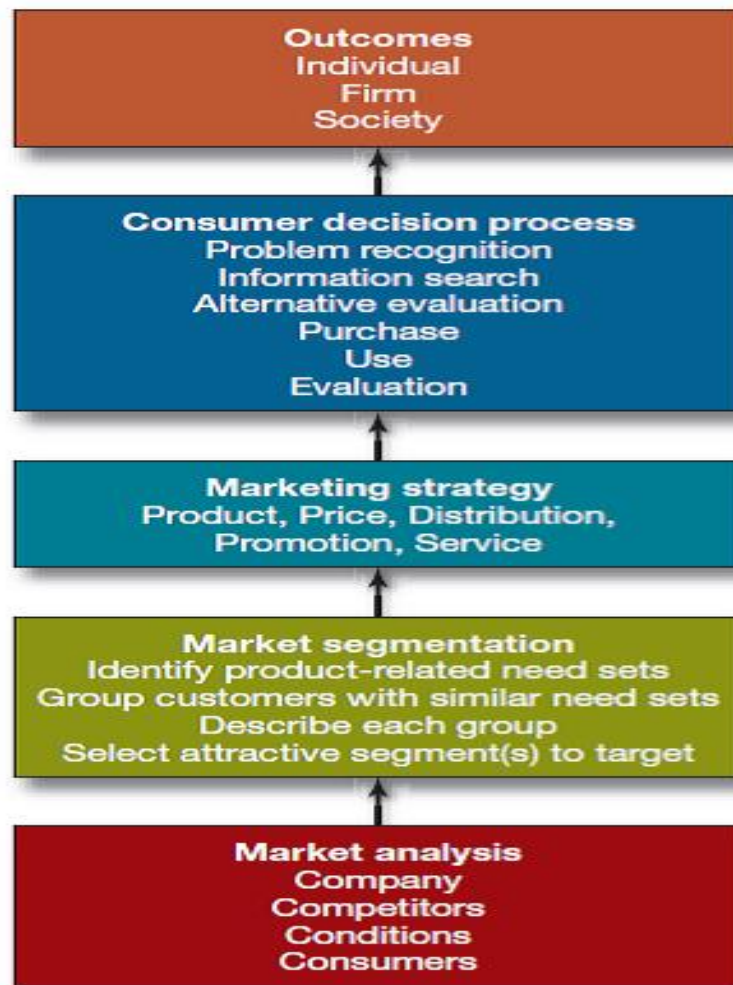 Outcomes
Individual
Firm
Society
Consumer decision process
Problem recognition
Information search
Alternative evaluation
Purchase
Use
Evaluation
Marketing strategy
Product, Price, Distribution,
Promotion, Service
Market segmentation
Identify product-related need sets
Group customers with similar need sets
Describe each group
Select attractive segment(s) to target
Market analysis
Company
Competitors
Conditions
Consumers